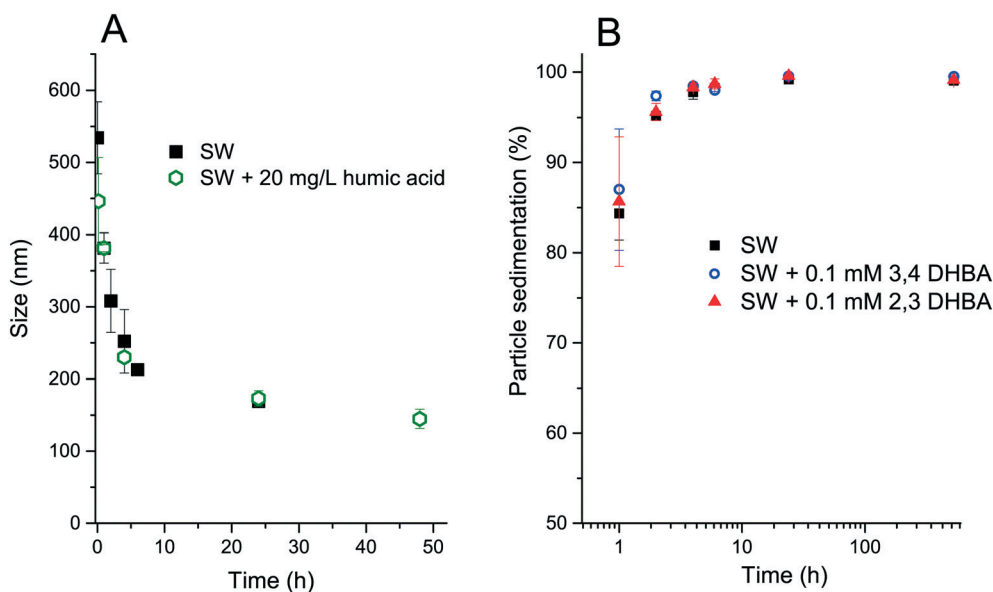 A
600
500
400
300
200
100
0
Size (nm)
SW
SW + 20 mg/L humic acid
0
10
20
30
40
50
Time (h)
B
100
90
80
70
60
50
Particle sedimentation (%)
SW
SW + 0.1 mM 3,4 DHBA
SW + 0.1 mM 2,3 DHBA
1
10
100
Time (h)